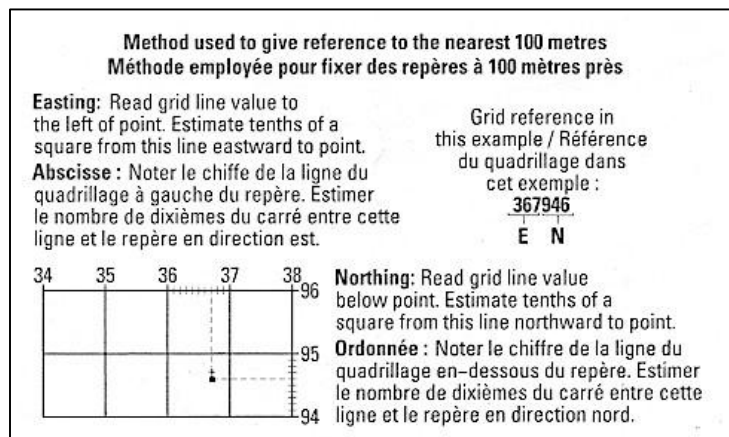 Method used to give reference to the nearest 100 metres
Méthode employée pour fixer des repères à 100 mètres près
Easting: Read grid line value to
the left of point. Estimate tenths of a
square from this line eastward to point.
Abscisse : Noter le chiffe de la ligne du
quadrillage à gauche du repère. Estimer
le nombre de dixièmes du carré entre cette
ligne et le repère en direction est.
Grid reference in
this example / Référence
du quadrillage dans
cet exemple :
367946
E N
34 35 36 37 38
96
95
94
Northing: Read grid line value
below point. Estimate tenths of a
square from this line northward to point.
Ordonnée : Noter le chiffre de la ligne du
quadrillage en-dessous du repère. Estimer
le nombre de dixièmes du carré entre cette
ligne et le repère en direction nord.